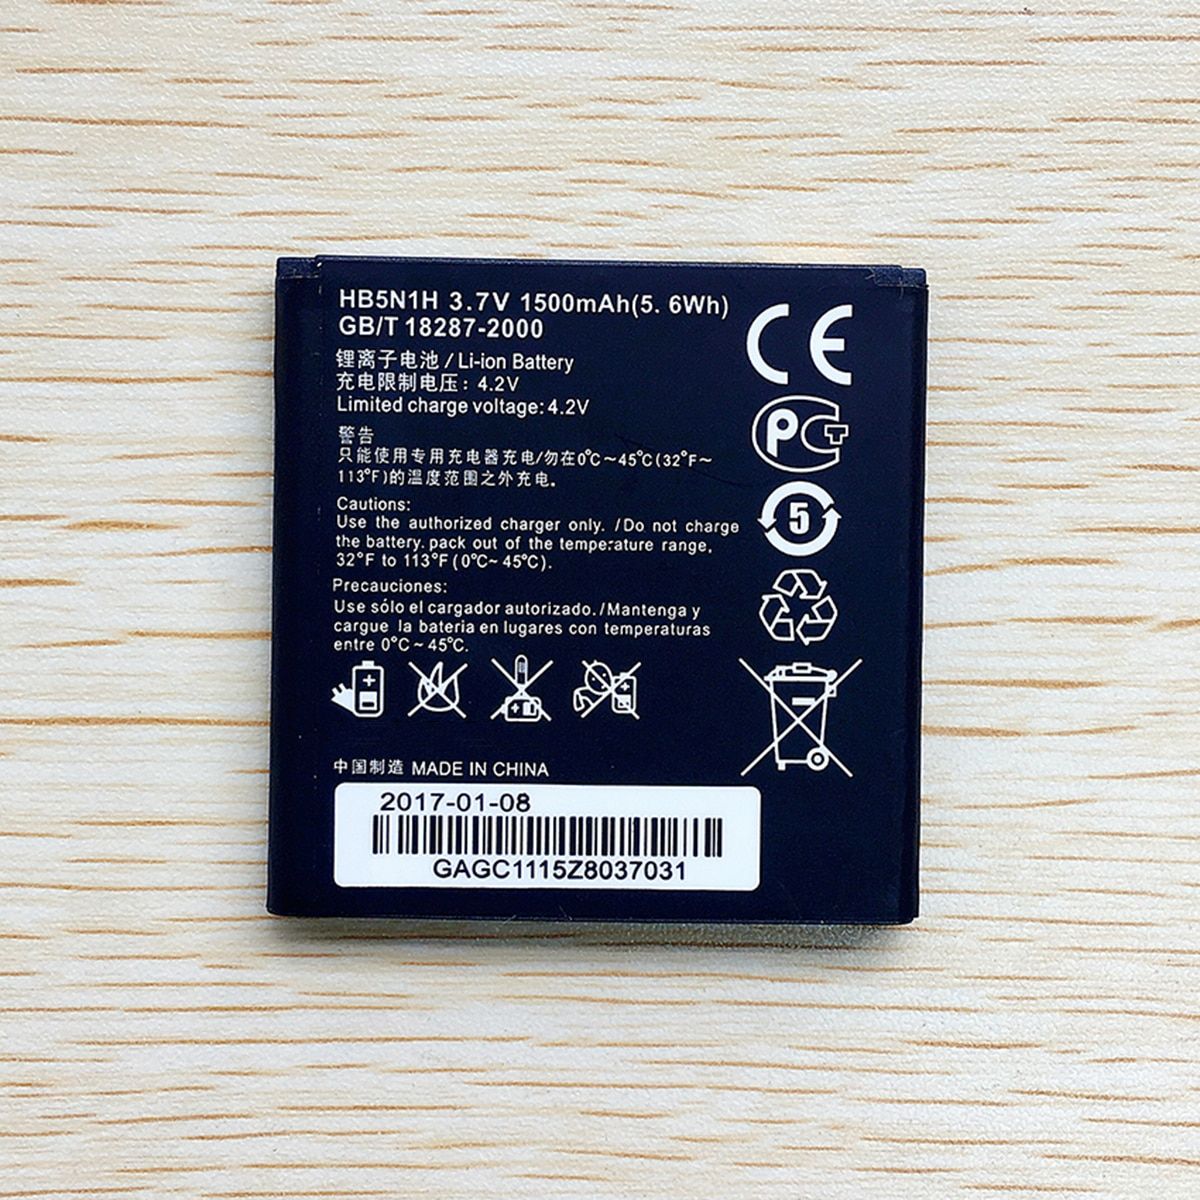 HB5N1H 3.7V 1500mAh(5. 6Wh)
GB/T 18287-2000
锂离子电池 / Li-ion Battery
充电限制电压: 4.2V
Limited charge voltage: 4.2V
警告
只能使用专用充电器充电/勿在0℃～45℃(32°F～
113°F)的温度范围之外充电。
Cautions:
Use the authorized charger only. /Do not charge
the battery. pack out of the temperature range,
32°F to 113°F (0℃~ 45℃).
Precauciones:
Use sólo el cargador autorizado. /Mantenga y
cargue la bateria en lugares con temperaturas
entre 0℃ ~ 45℃.
中国制造 MADE IN CHINA
2017-01-08
GAGC1115Z8037031
CE
PCT
5